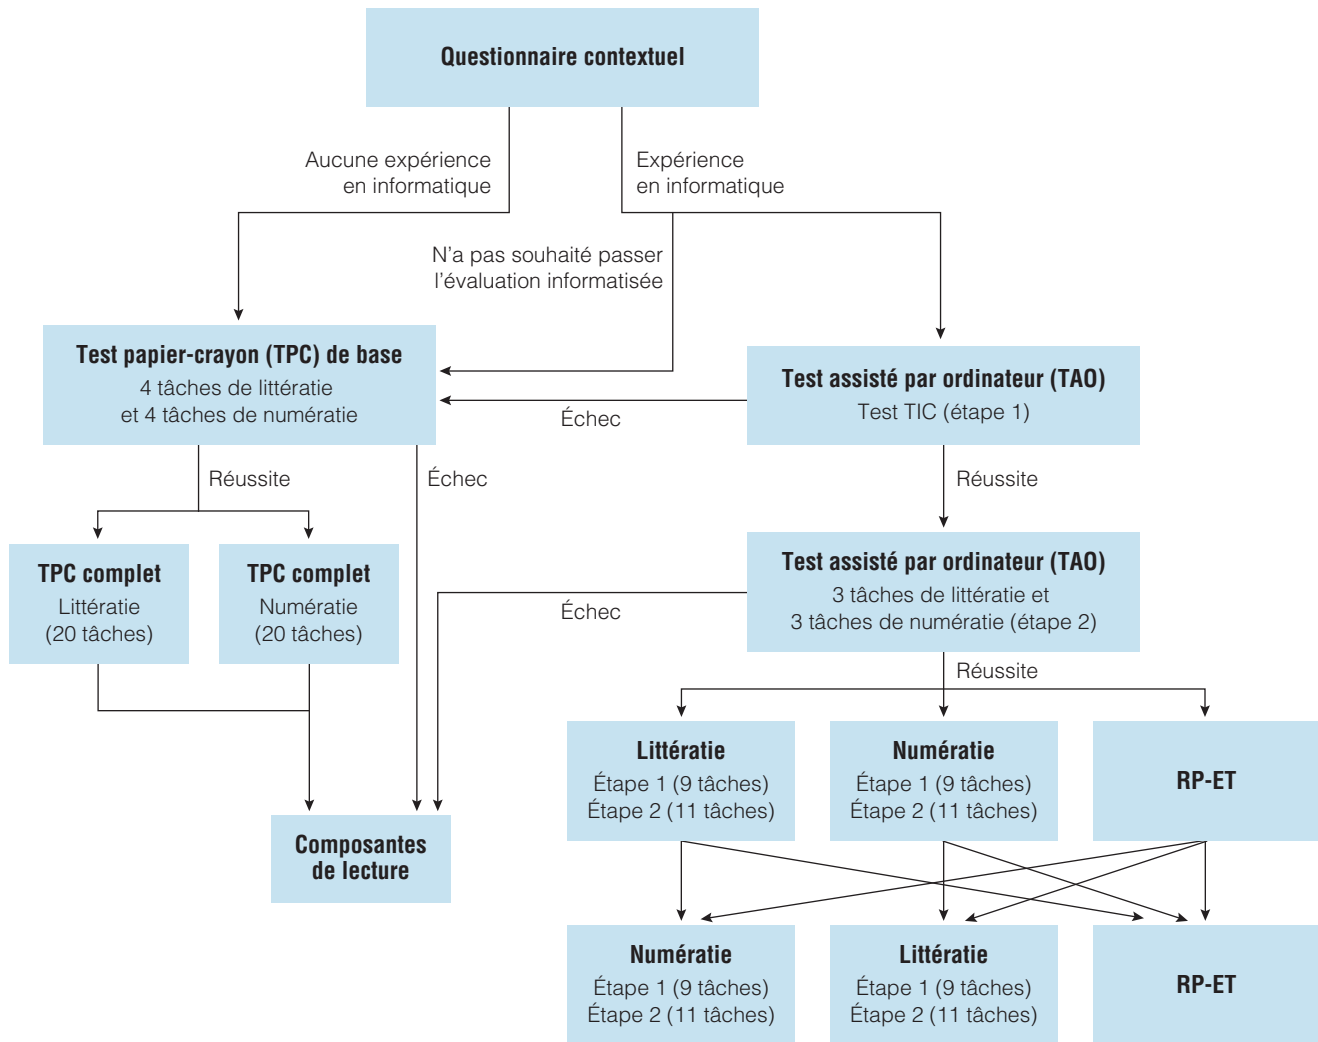 Questionnaire contextuel
Aucune expérience
en informatique
Expérience
en informatique
N'a pas souhaité passer
l'évaluation informatisée
Test papier-crayon (TPC) de base
4 tâches de littératie
et 4 tâches de numératie
Test assisté par ordinateur (TAO)
Test TIC (étape 1)
Échec
Réussite
Échec
Réussite
TPC complet
Littératie
(20 tâches)
TPC complet
Numératie
(20 tâches)
Test assisté par ordinateur (TAO)
3 tâches de littératie et
3 tâches de numératie (étape 2)
Échec
Réussite
Littératie
Étape 1 (9 tâches)
Étape 2 (11 tâches)
Numératie
Étape 1 (9 tâches)
Étape 2 (11 tâches)
RP-ET
Composantes
de lecture
Numératie
Étape 1 (9 tâches)
Étape 2 (11 tâches)
Littératie
Étape 1 (9 tâches)
Étape 2 (11 tâches)
RP-ET